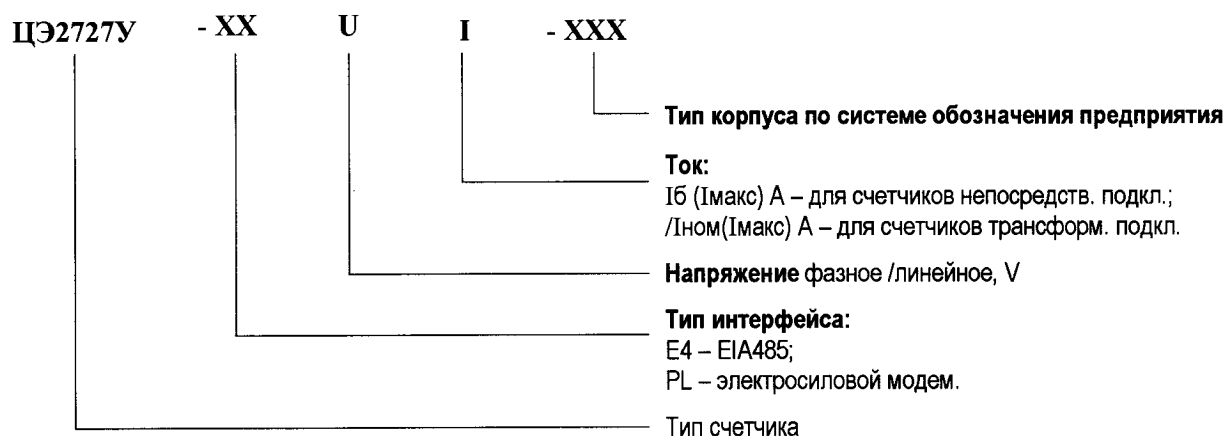 ЦЭ2727У - XX U I - XXX
Тип корпуса по системе обозначения предприятия
Ток:
Iб (Iмакс) А – для счетчиков непосредств. подкл.;
/Iном(Iмакс) А – для счетчиков трансформ. подкл.
Напряжение фазное /линейное, V
Тип интерфейса:
E4 – EIA485;
PL – электросиловой модем.
Тип счетчика